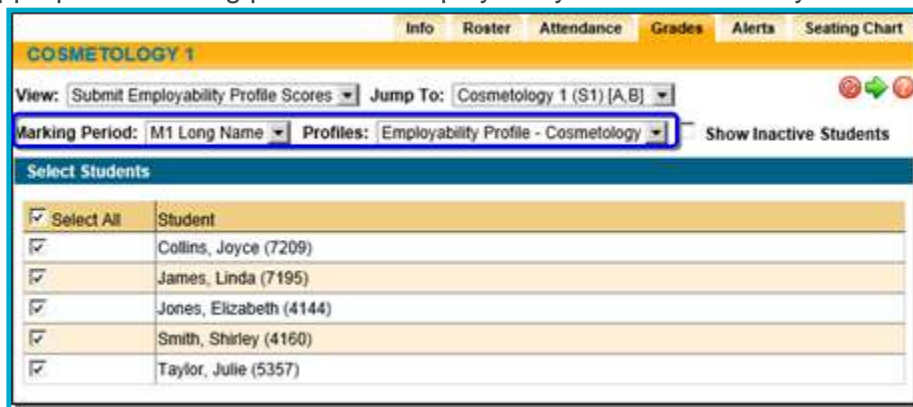 Info Roster Attendance Grades Alerts Seating Chart
COSMETOLOGY 1
View: Submit Employability Profile Scores Jump To: Cosmetology 1 (S1) [A,B]
Marking Period: M1 Long Name Profiles: Employability Profile - Cosmetology Show Inactive Students
Select Students
Select All Student
Collins, Joyce (7209)
James, Linda (7195)
Jones, Elizabeth (4144)
Smith, Shirley (4160)
Taylor, Julie (5357)